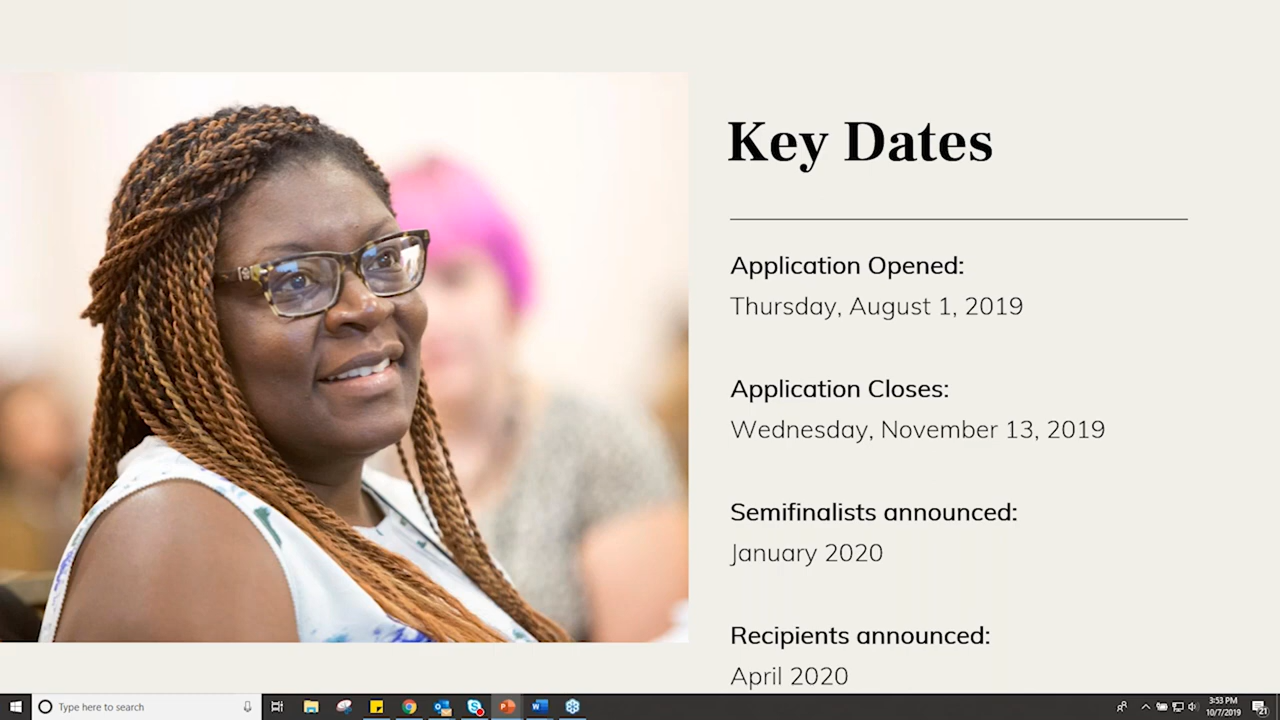 Key Dates
Application Opened:
Thursday, August 1, 2019
Application Closes:
Wednesday, November 13, 2019
Semifinalists announced:
January 2020
Recipients announced:
April 2020
Type here to search
3:53 PM
10/7/2019